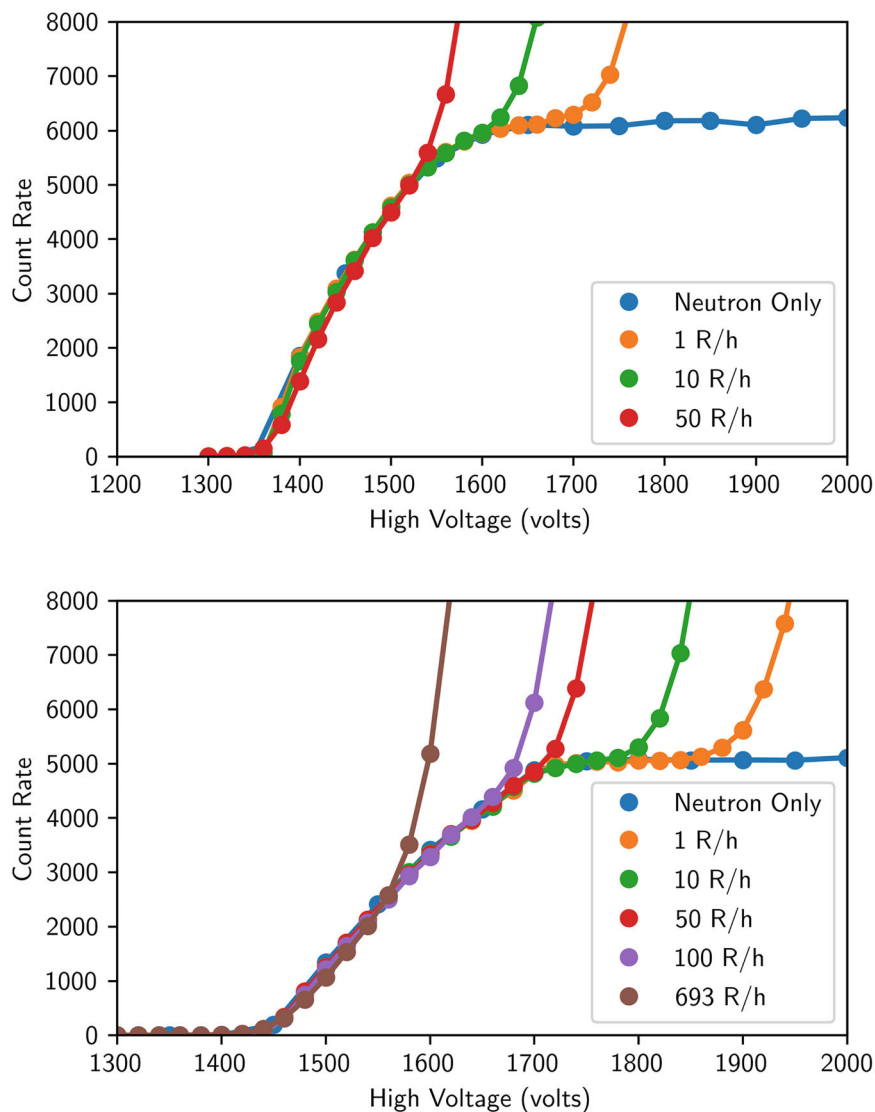 8000
7000
6000
5000
4000
3000
2000
1000
0
Count Rate
1200 1300 1400 1500 1600 1700 1800 1900 2000
High Voltage (volts)
Neutron Only
1 R/h
10 R/h
50 R/h
8000
7000
6000
5000
4000
3000
2000
1000
0
Count Rate
1300 1400 1500 1600 1700 1800 1900 2000
High Voltage (volts)
Neutron Only
1 R/h
10 R/h
50 R/h
100 R/h
693 R/h